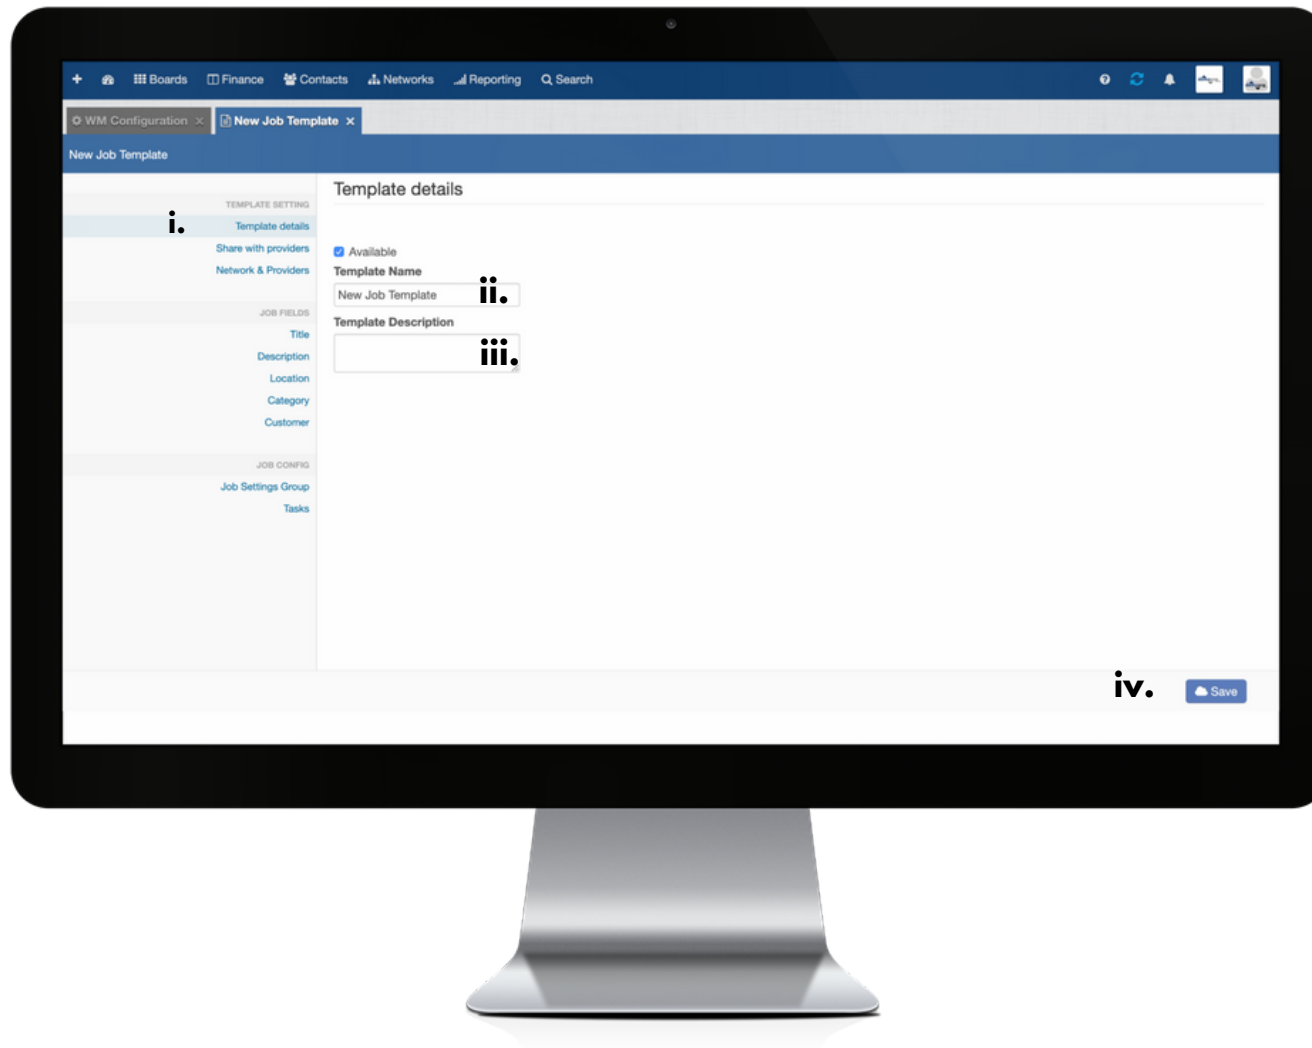 Boards Finance Contacts Networks Reporting Search
WM Configuration × New Job Template ×
New Job Template
Template details
TEMPLATE SETTING
i. Template details
Share with providers
Available
Network & Providers
Template Name
New Job Template ii.
JOB FIELDS
Template Description
Title
iii.
Description
Location
Category
Customer
JOB CONFIG
Job Settings Group
Tasks
iv. Save